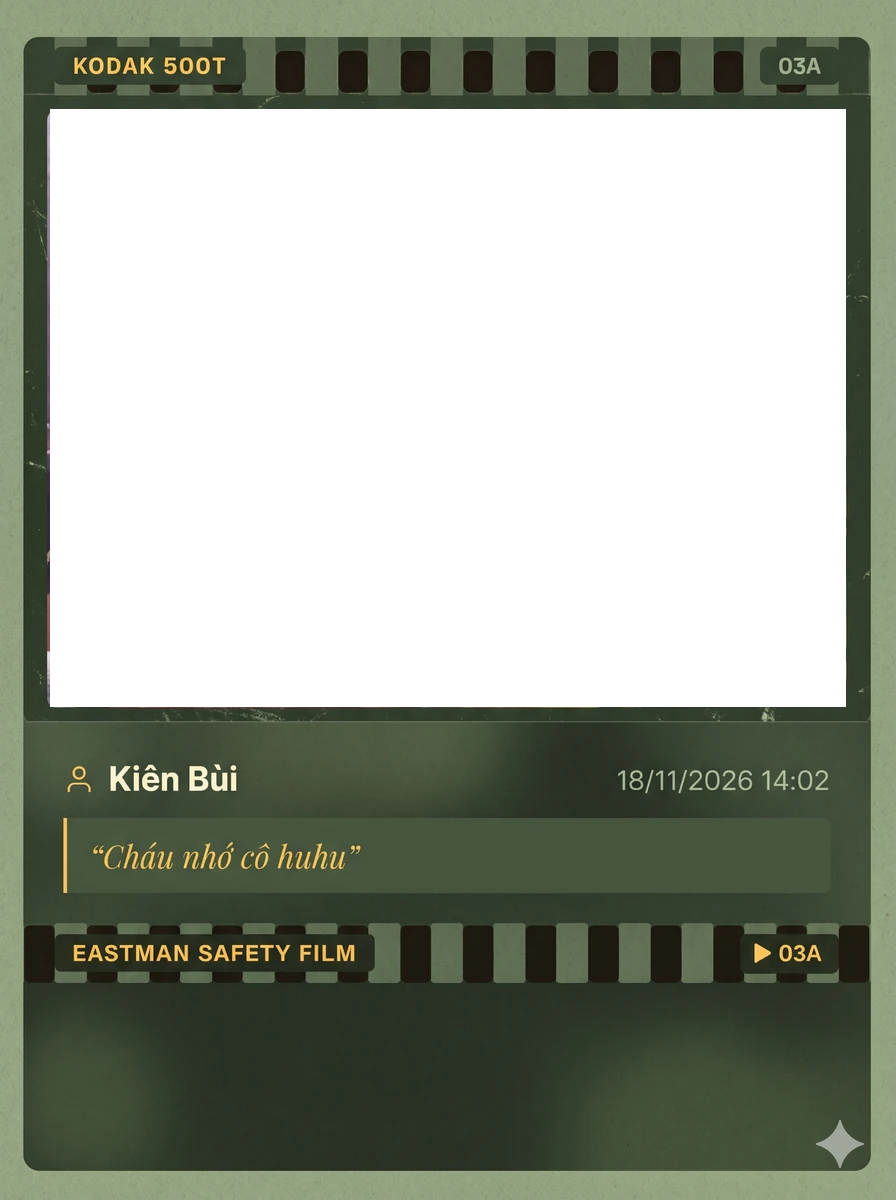 KODAK 500T
03A
Kiên Bùi
18/11/2026 14:02
“Cháu nhớ cô huhu”
EASTMAN SAFETY FILM
▶ 03A